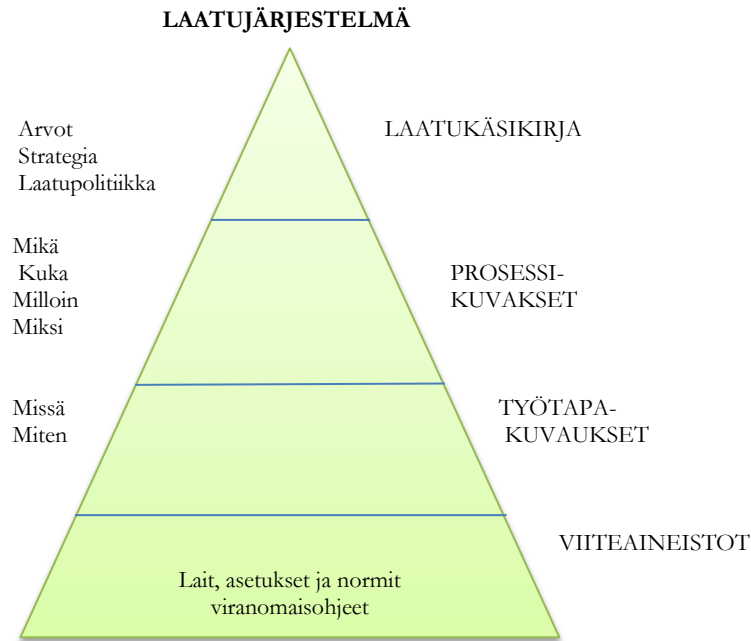 LAATUJÄRJESTELMÄ
Arvot
Strategia
Laatupolitiikka
LAATUKÄSIKIRJA
Mikä
Kuka
Milloin
Miksi
PROSESSI-
KUVAKSET
Missä
Miten
TYÖTAPA-
KUVAUKSET
VIITEAINEISTOT
Lait, asetukset ja normit
viranomaisohjeet